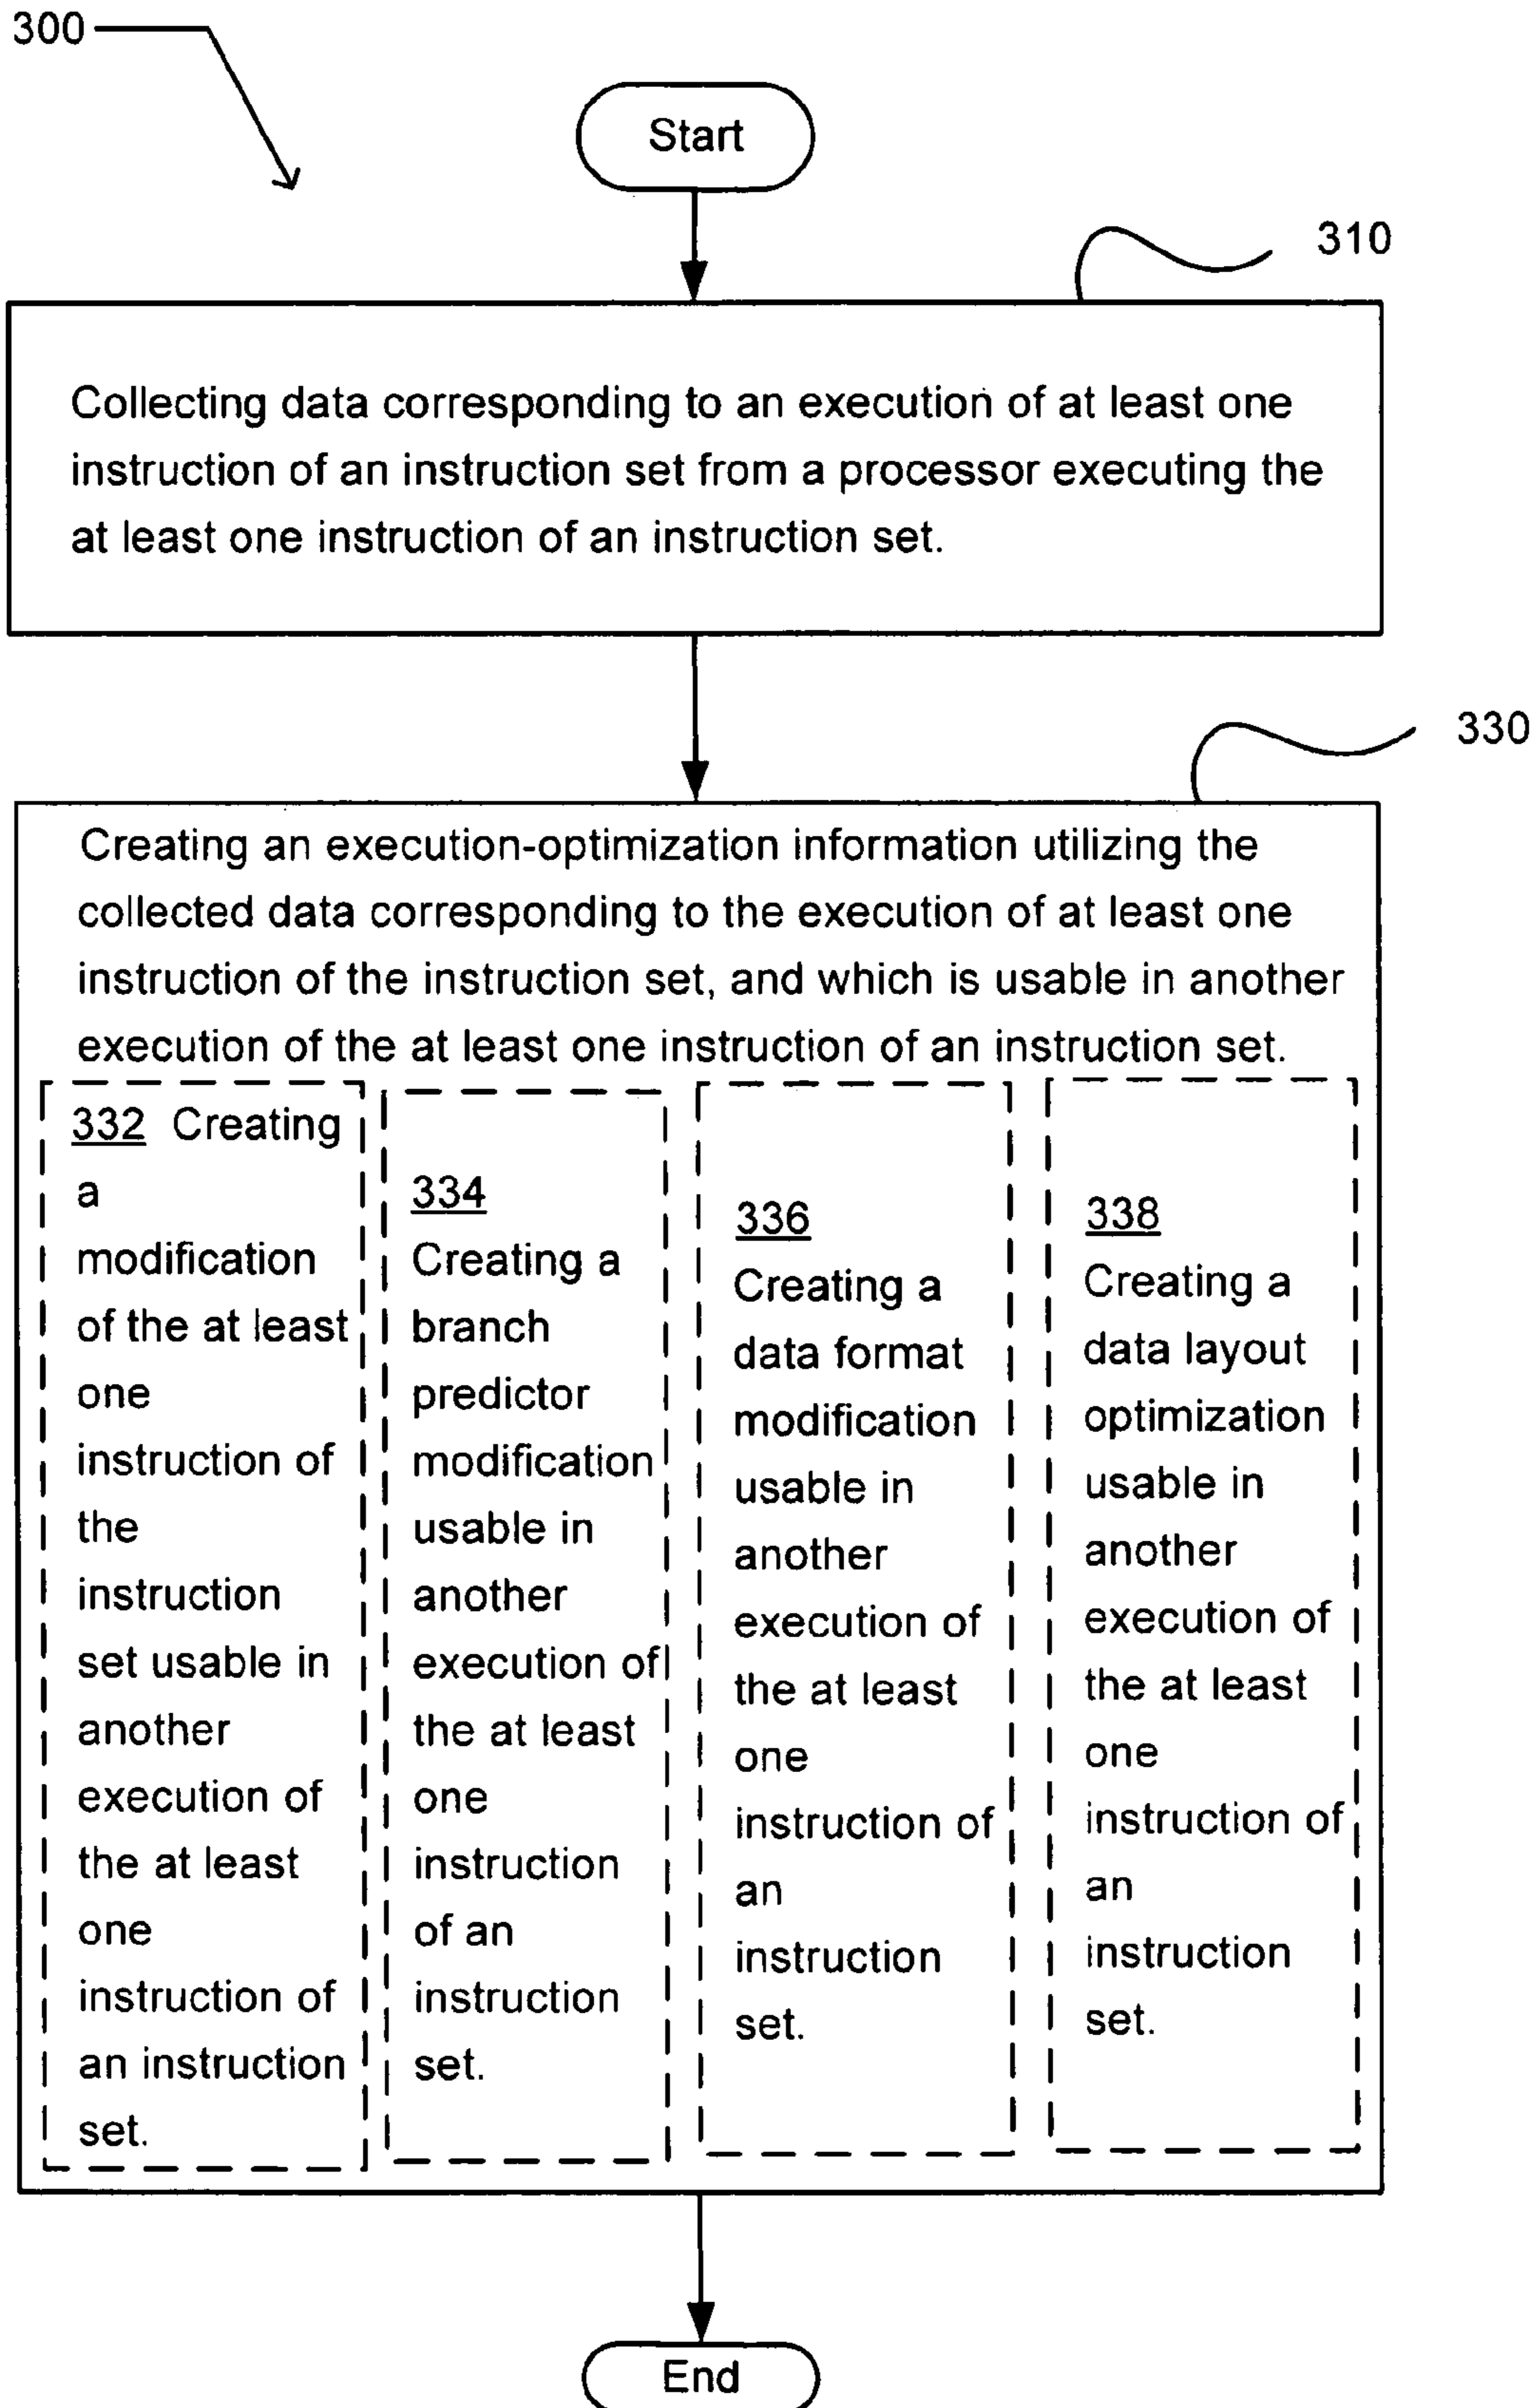 300
Start
310
Collecting data corresponding to an execution of at least one
instruction of an instruction set from a processor executing the
at least one instruction of an instruction set.
330
Creating an execution-optimization information utilizing the
collected data corresponding to the execution of at least one
instruction of the instruction set, and which is usable in another
execution of the at least one instruction of an instruction set.
332 Creating
a
modification
of the at least
one
instruction of
the
instruction
set usable in
another
execution of
the at least
one
instruction of
an instruction
set.
334
Creating a
branch
predictor
modification
usable in
another
execution of
the at least
one
instruction
of an
instruction
set.
336
Creating a
data format
modification
usable in
another
execution of
the at least
one
instruction of
an
instruction
set.
338
Creating a
data layout
optimization
usable in
another
execution of
the at least
one
instruction of
an
instruction
set.
End